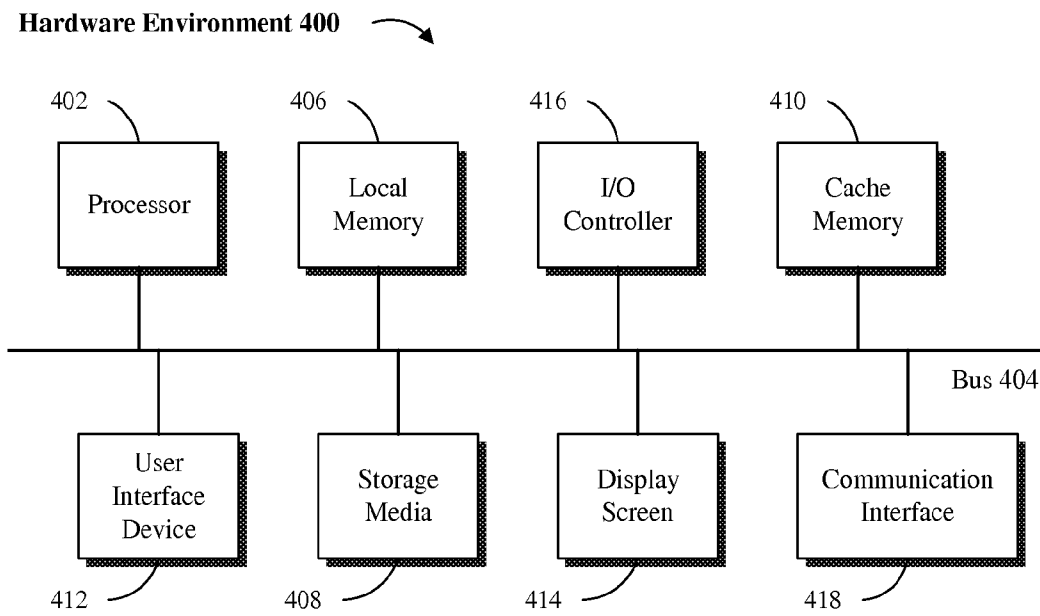 Hardware Environment 400
402
406
416
410
Processor
Local
Memory
I/O
Controller
Cache
Memory
Bus 404
User
Interface
Device
Storage
Media
Display
Screen
Communication
Interface
412
408
414
418